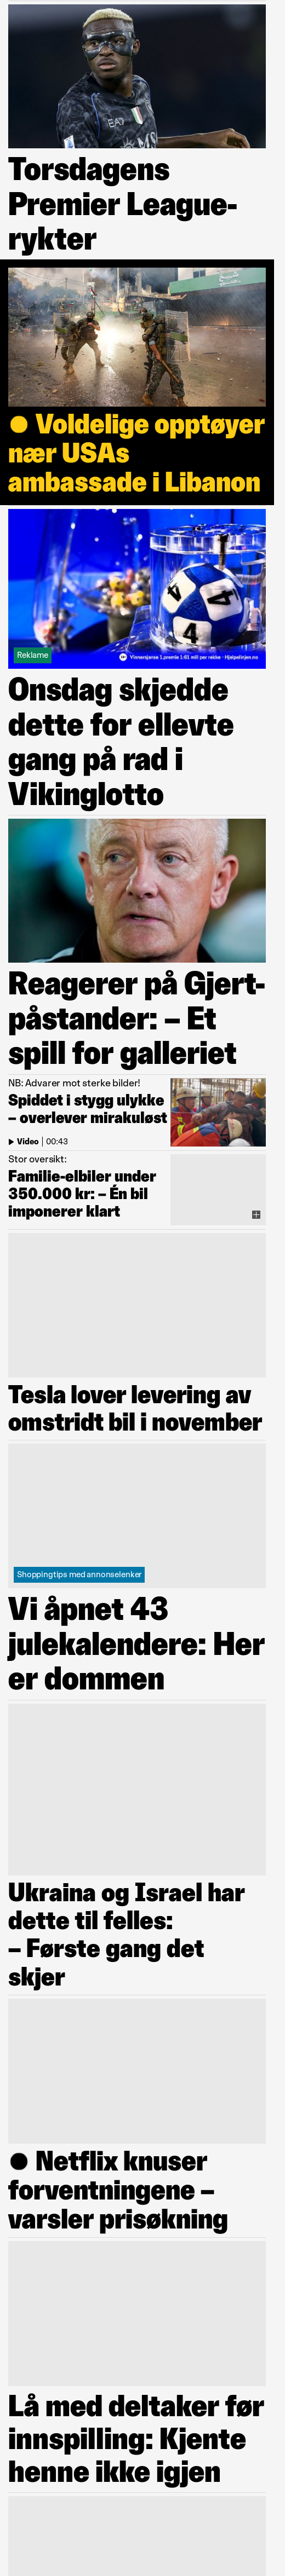 Torsdagens
Premier League-
rykter
Voldelige opptøyer
nær USAs
ambassade i Libanon
4
4
Reklame
Vinnersjanse 1.premie 1:61 mill per rekke - Hjelpelinjen.no
Onsdag skjedde
dette for ellevte
gang på rad i
Vikinglotto
Reagerer på Gjert-
påstander: – Et
spill for galleriet
NB: Advarer mot sterke bilder!
Spiddet i stygg ulykke
– overlever mirakuløst
Video | 00:43
Stor oversikt:
Familie-elbiler under
350.000 kr: – Én bil
imponerer klart
Tesla lover levering av
omstridt bil i november
Shoppingtips med annonselenker
Vi åpnet 43
julekalendere: Her
er dommen
Ukraina og Israel har
dette til felles:
– Første gang det
skjer
Netflix knuser
forventningene –
varsler prisøkning
Lå med deltaker før
innspilling: Kjente
henne ikke igjen